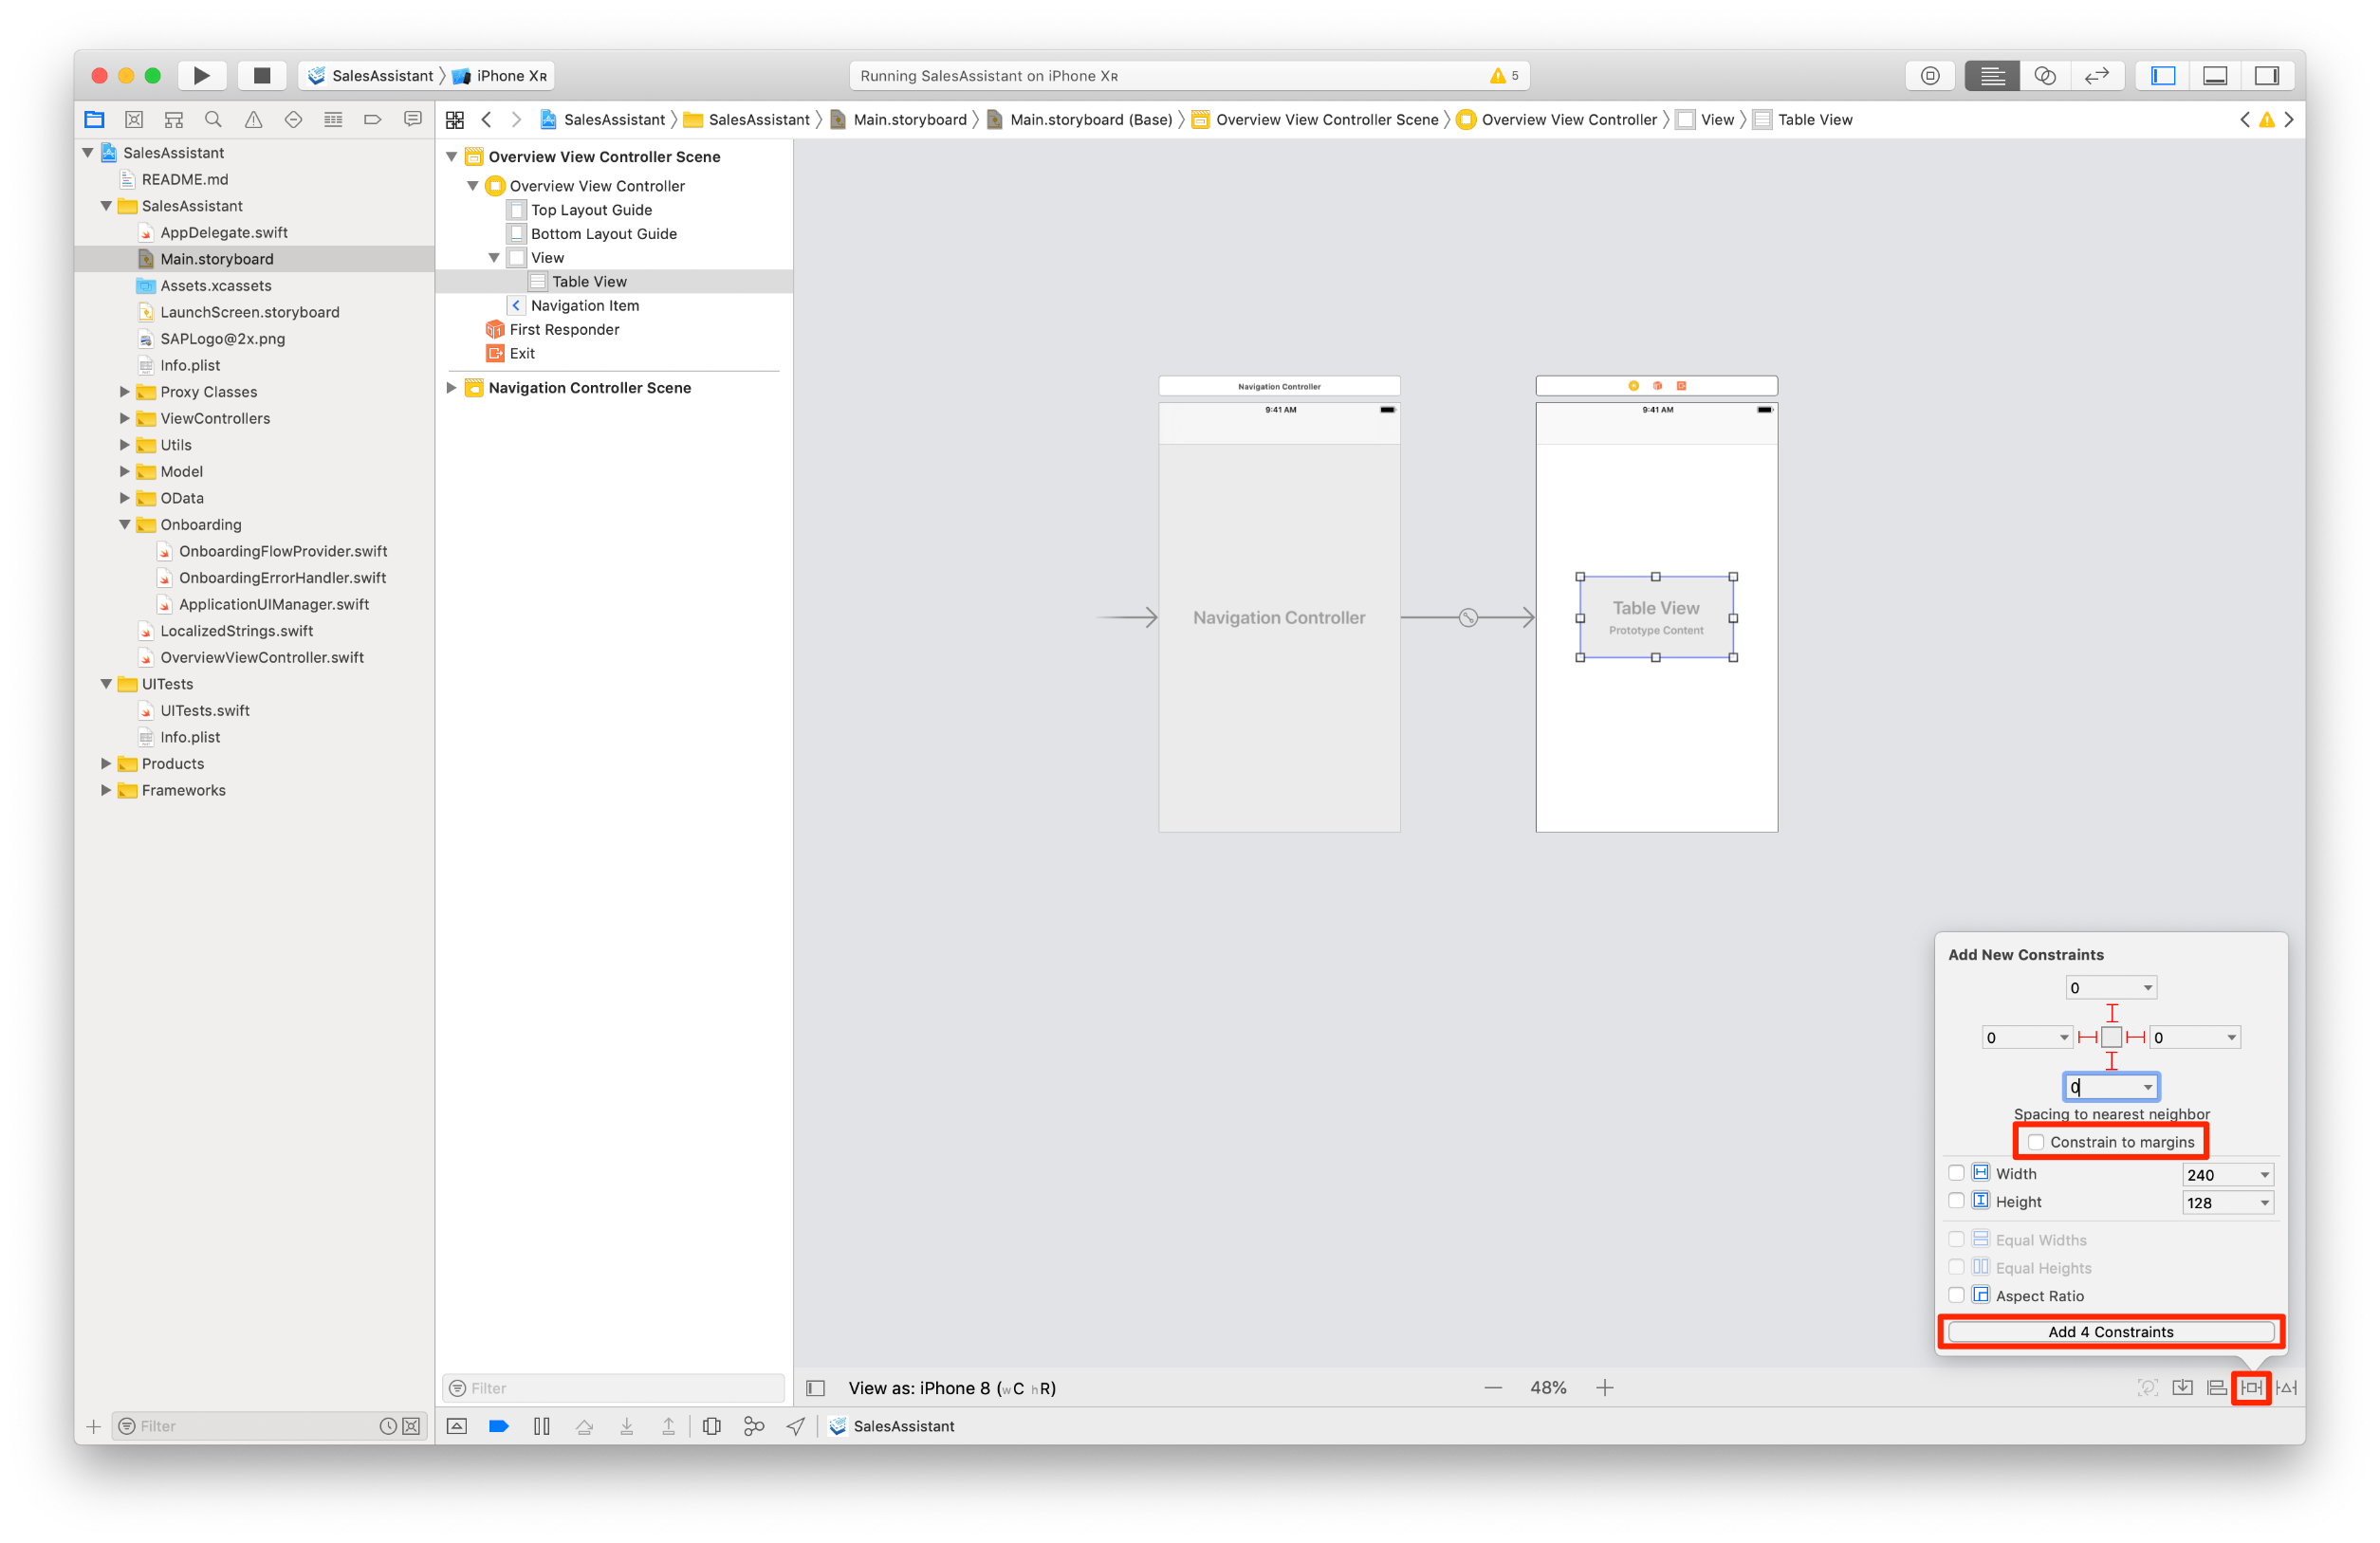 SalesAssistant 〉 iPhone XR
Running SalesAssistant on iPhone XR
5
SalesAssistant 〉 SalesAssistant 〉 Main.storyboard 〉 Main.storyboard (Base) 〉 Overview View Controller Scene 〉 Overview View Controller 〉 View 〉 Table View
SalesAssistant
README.md
SalesAssistant
AppDelegate.swift
Main.storyboard
Assets.xcassets
LaunchScreen.storyboard
SAPLogo@2x.png
Info.plist
Proxy Classes
ViewControllers
Utils
Model
OData
Onboarding
OnboardingFlowProvider.swift
OnboardingErrorHandler.swift
ApplicationUIManager.swift
LocalizedStrings.swift
OverviewViewController.swift
UITests
UITests.swift
Info.plist
Products
Frameworks
Filter
Overview View Controller Scene
Overview View Controller
Top Layout Guide
Bottom Layout Guide
View
Table View
Navigation Item
First Responder
Exit
Navigation Controller Scene
Filter
Navigation Controller
9:41 AM
Navigation Controller
9:41 AM
Table View
Prototype Content
Add New Constraints
0
0
0
0
Spacing to nearest neighbor
Constrain to margins
Width 240
Height 128
Equal Widths
Equal Heights
Aspect Ratio
Add 4 Constraints
View as: iPhone 8 (wC hR)
48%
SalesAssistant